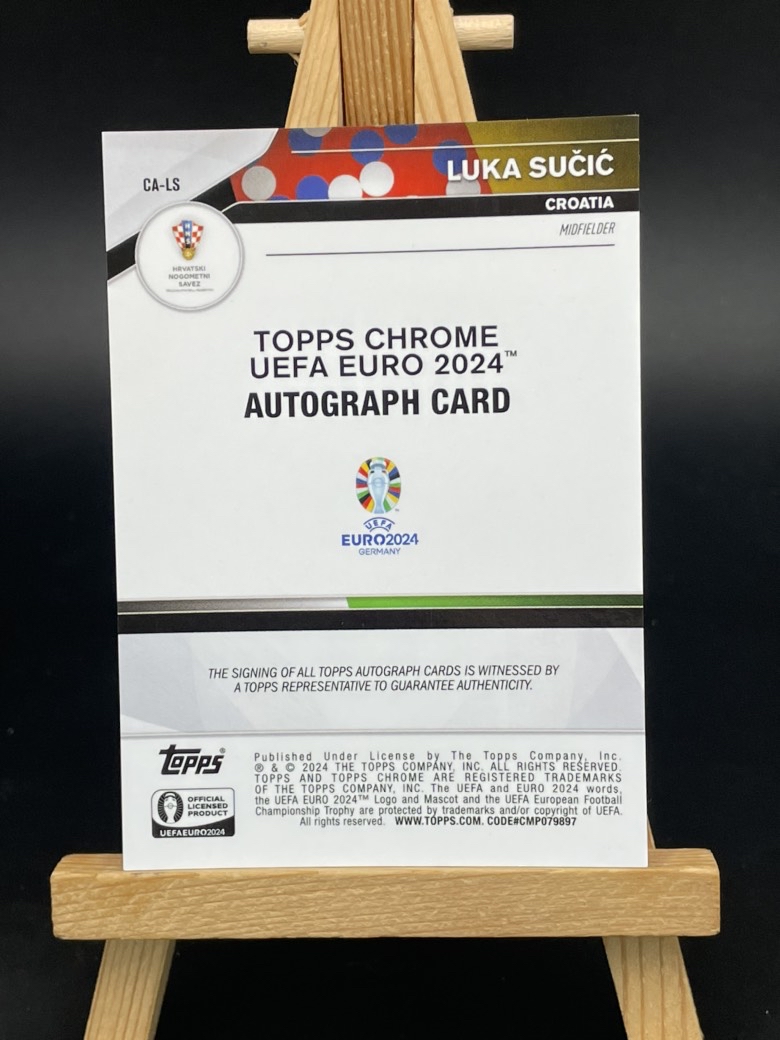 CA-LS
LUKA SUČIĆ
CROATIA
MIDFIELDER
HRVATSKI
NOGOMETNI
SAVEZ
TOPPS CHROME
UEFA EURO 2024™
AUTOGRAPH CARD
UEFA
EURO2024
GERMANY
THE SIGNING OF ALL TOPPS AUTOGRAPH CARDS IS WITNESSED BY
A TOPPS REPRESENTATIVE TO GUARANTEE AUTHENTICITY.
Topps®
OFFICIAL
LICENSED
PRODUCT
UEFAEURO2024
Published Under License by The Topps Company, Inc.
® & © 2024 THE TOPPS COMPANY, INC. ALL RIGHTS RESERVED.
TOPPS AND TOPPS CHROME ARE REGISTERED TRADEMARKS
OF THE TOPPS COMPANY, INC. The UEFA and EURO 2024 words,
the UEFA EURO 2024™ Logo and Mascot and the UEFA European Football
Championship Trophy are protected by trademarks and/or copyright of UEFA.
All rights reserved. WWW.TOPPS.COM. CODE#CMP079897